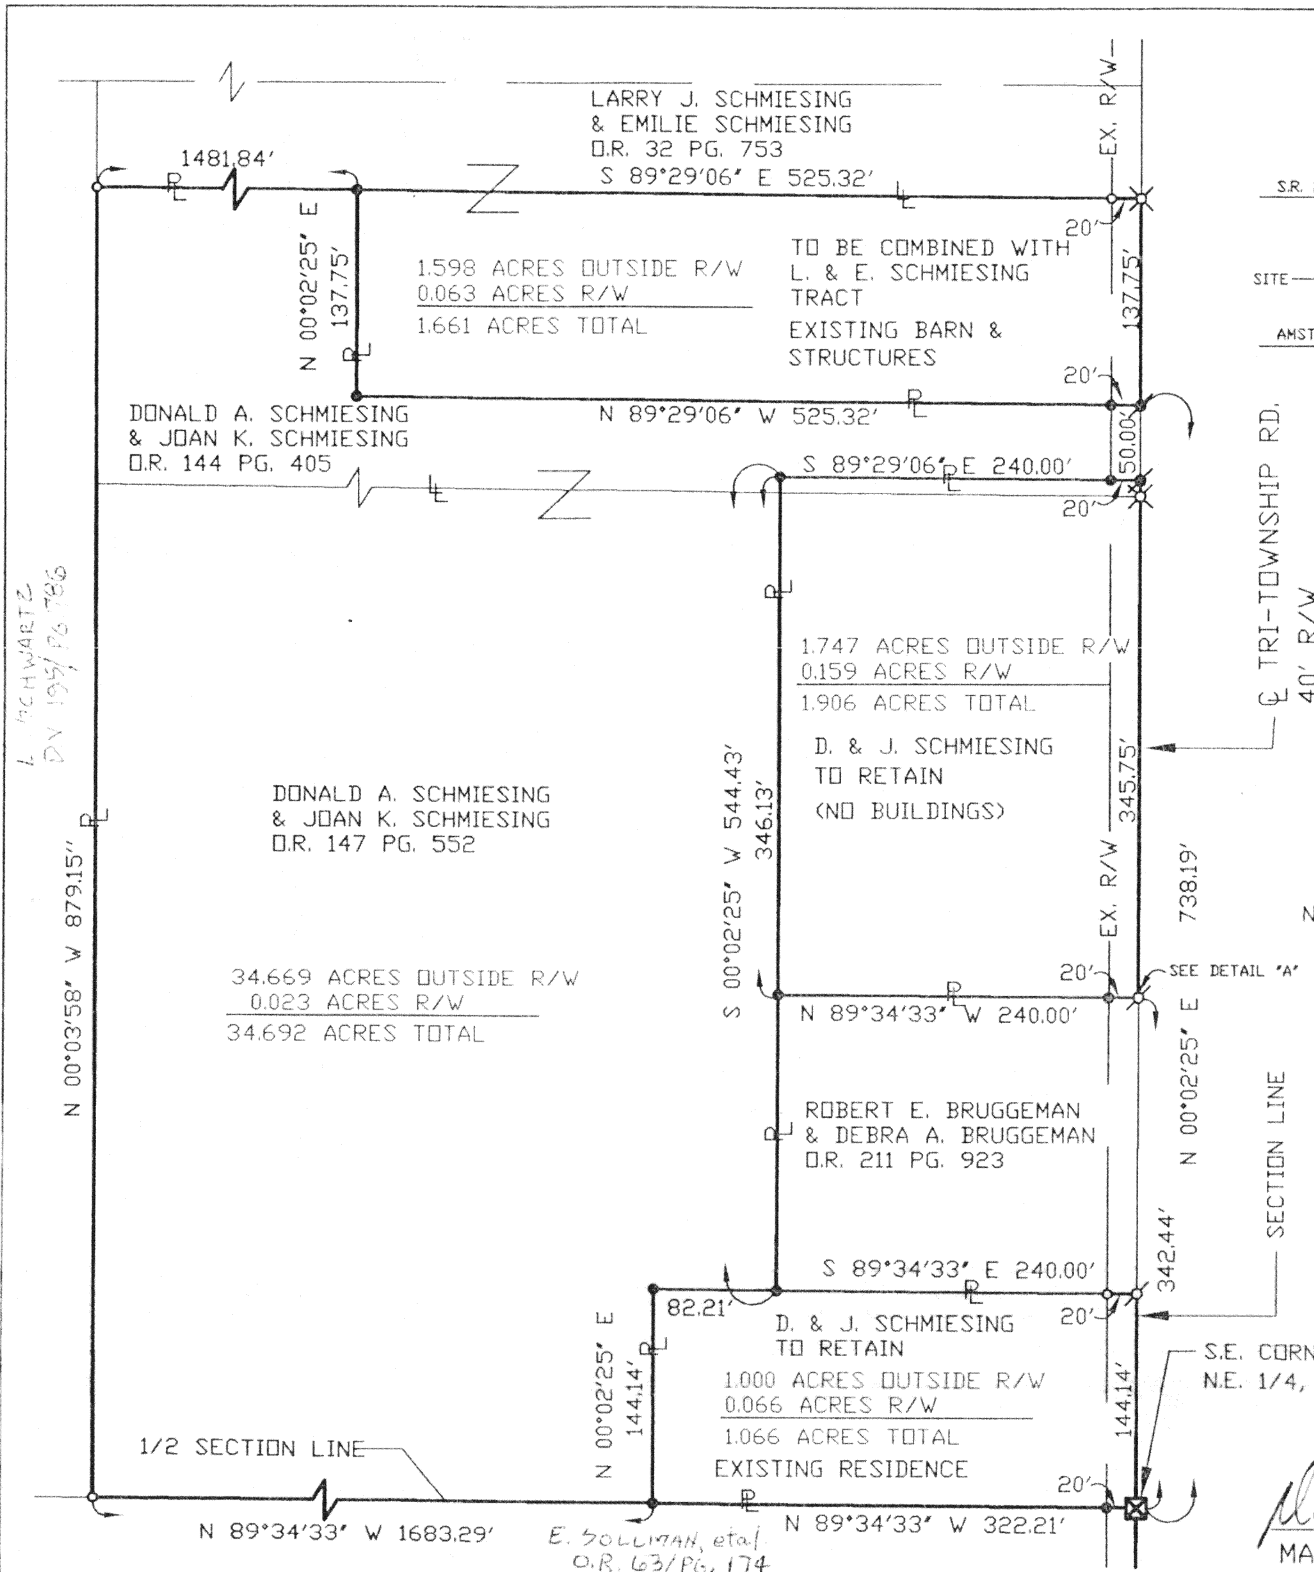 EX. R/W
LARRY J. SCHMIESING
& EMILIE SCHMIESING
O.R. 32 PG. 753
1481.84'
S 89°29'06" E 525.32'
S.R.
20'
N 00°02'25" E
137.75'
1.598 ACRES OUTSIDE R/W
0.063 ACRES R/W
1.661 ACRES TOTAL
TO BE COMBINED WITH
L. & E. SCHMIESING
TRACT
EXISTING BARN &
STRUCTURES
137.75'
SITE
AMST
20'
N 89°29'06" W 525.32'
DONALD A. SCHMIESING
& JOAN K. SCHMIESING
O.R. 144 PG. 405
50.00'
S 89°29'06" E 240.00'
20'
TRI-TOWNSHIP RD.
40' R/W
DV 195/PG 786
1.747 ACRES OUTSIDE R/W
0.159 ACRES R/W
1.906 ACRES TOTAL
D. & J. SCHMIESING
TO RETAIN
(NO BUILDINGS)
S 00°02'25" W 544.43'
346.13'
345.75'
DONALD A. SCHMIESING
& JOAN K. SCHMIESING
O.R. 147 PG. 552
N 00°03'58" W 879.15"
EX. R/W
738.19'
N
34.669 ACRES OUTSIDE R/W
0.023 ACRES R/W
34.692 ACRES TOTAL
20'
SEE DETAIL "A"
N 89°34'33" W 240.00'
N 00°02'25" E
ROBERT E. BRUGGEMAN
& DEBRA A. BRUGGEMAN
O.R. 211 PG. 923
SECTION LINE
342.44'
S 89°34'33" E 240.00'
82.21'
20'
N 00°02'25" E
144.14'
D. & J. SCHMIESING
TO RETAIN
1.000 ACRES OUTSIDE R/W
0.066 ACRES R/W
1.066 ACRES TOTAL
EXISTING RESIDENCE
144.14'
S.E. CORN
N.E. 1/4,
1/2 SECTION LINE
20'
N 89°34'33" W 1683.29'
N 89°34'33" W 322.21'
E. SOLLMAN, etal
O.R. 63/PG. 174
MA